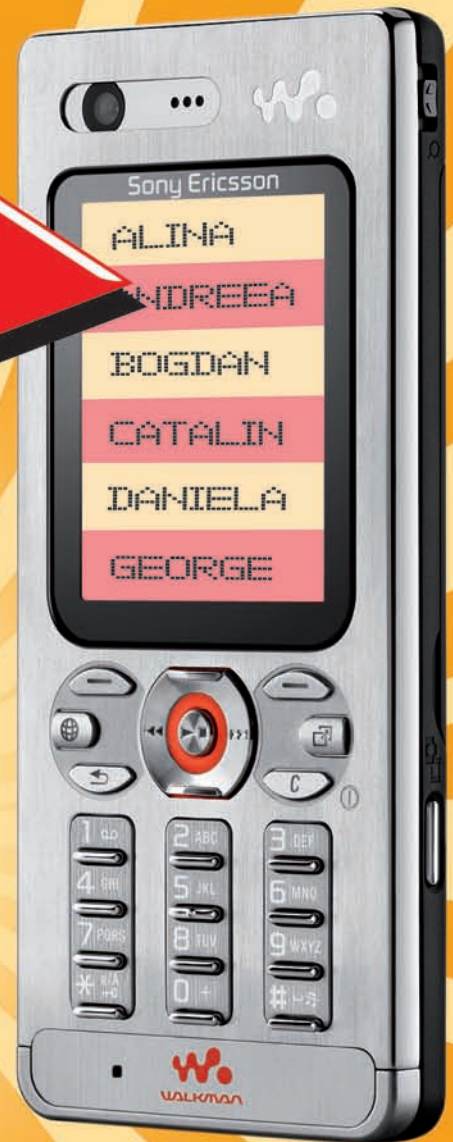 Sony Ericsson
ALINA
ANDREEA
BOGDAN
CATALIN
DANIELA
GEORGE
C
1
2 ABC
3 DEF
4 GHI
5 JKL
6 MNO
7 PQRS
8 TUV
9 WXYZ
* 
0 +
#
WALKMAN